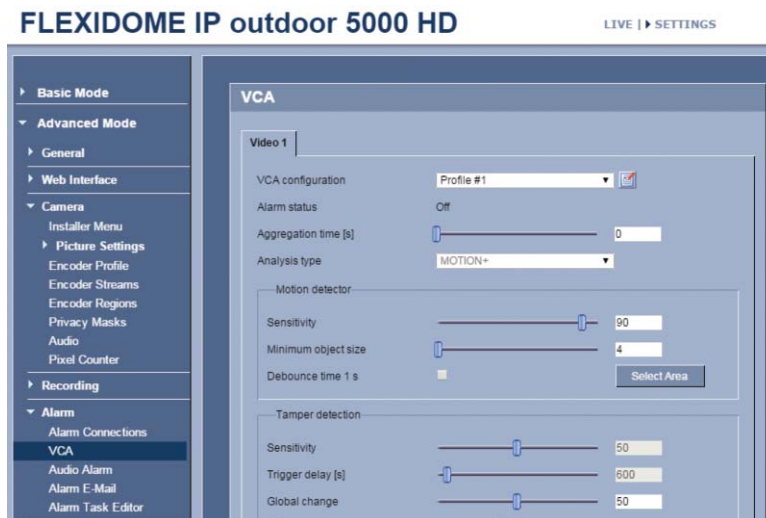 FLEXIDOME IP outdoor 5000 HD
LIVE | SETTINGS
Basic Mode
Advanced Mode
General
Web Interface
Camera
Installer Menu
Picture Settings
Encoder Profile
Encoder Streams
Encoder Regions
Privacy Masks
Audio
Pixel Counter
Recording
Alarm
Alarm Connections
VCA
Audio Alarm
Alarm E-Mail
Alarm Task Editor
VCA
Video 1
VCA configuration Profile #1
Alarm status Off
Aggregation time [s] 0
Analysis type MOTION+
Motion detector
Sensitivity 90
Minimum object size 4
Debounce time 1 s Select Area
Tamper detection
Sensitivity 50
Trigger delay [s] 600
Global change 50